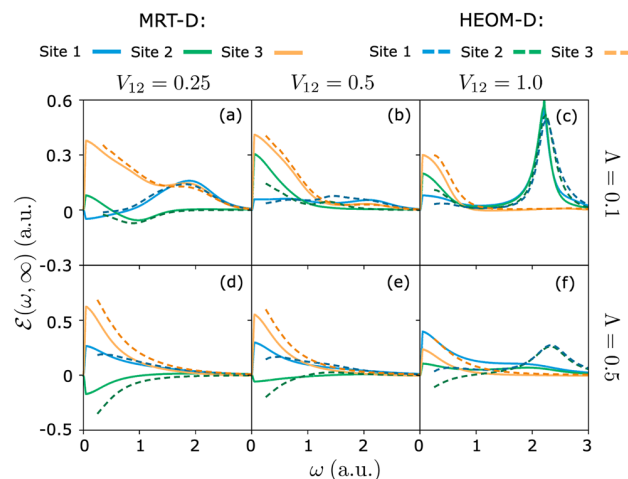 MRT-D: HEOM-D:
Site 1 Site 2 Site 3 Site 1 Site 2 Site 3
V₁₂ = 0.25 V₁₂ = 0.5 V₁₂ = 1.0
0.6
(a) (b) (c)
0.3
0
-0.3
Λ = 0.1
ℰ(ω, ∞) (a.u.)
(d) (e) (f)
0.5
0
-0.5
Λ = 0.5
0 1 2 0 1 2 0 1 2 3
ω (a.u.) ω (a.u.) ω (a.u.)